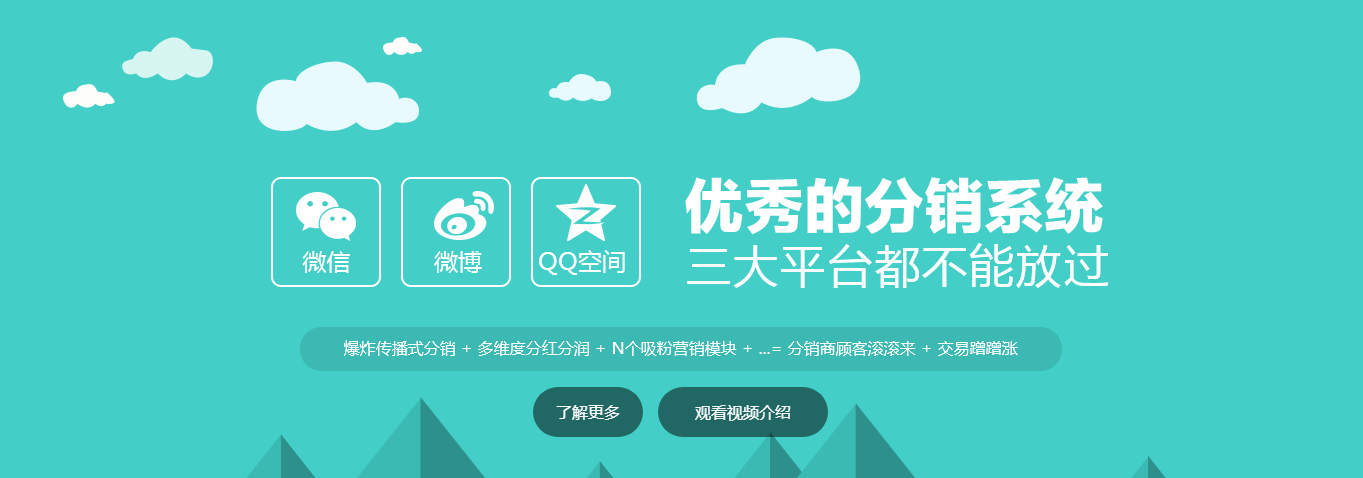 微信
微博
QQ空间
优秀的分销系统
三大平台都不能放过
爆炸传播式分销 + 多维度分红分润 + N个吸粉营销模块 + ...= 分销商顾客滚滚来 + 交易蹭蹭涨
了解更多
观看视频介绍